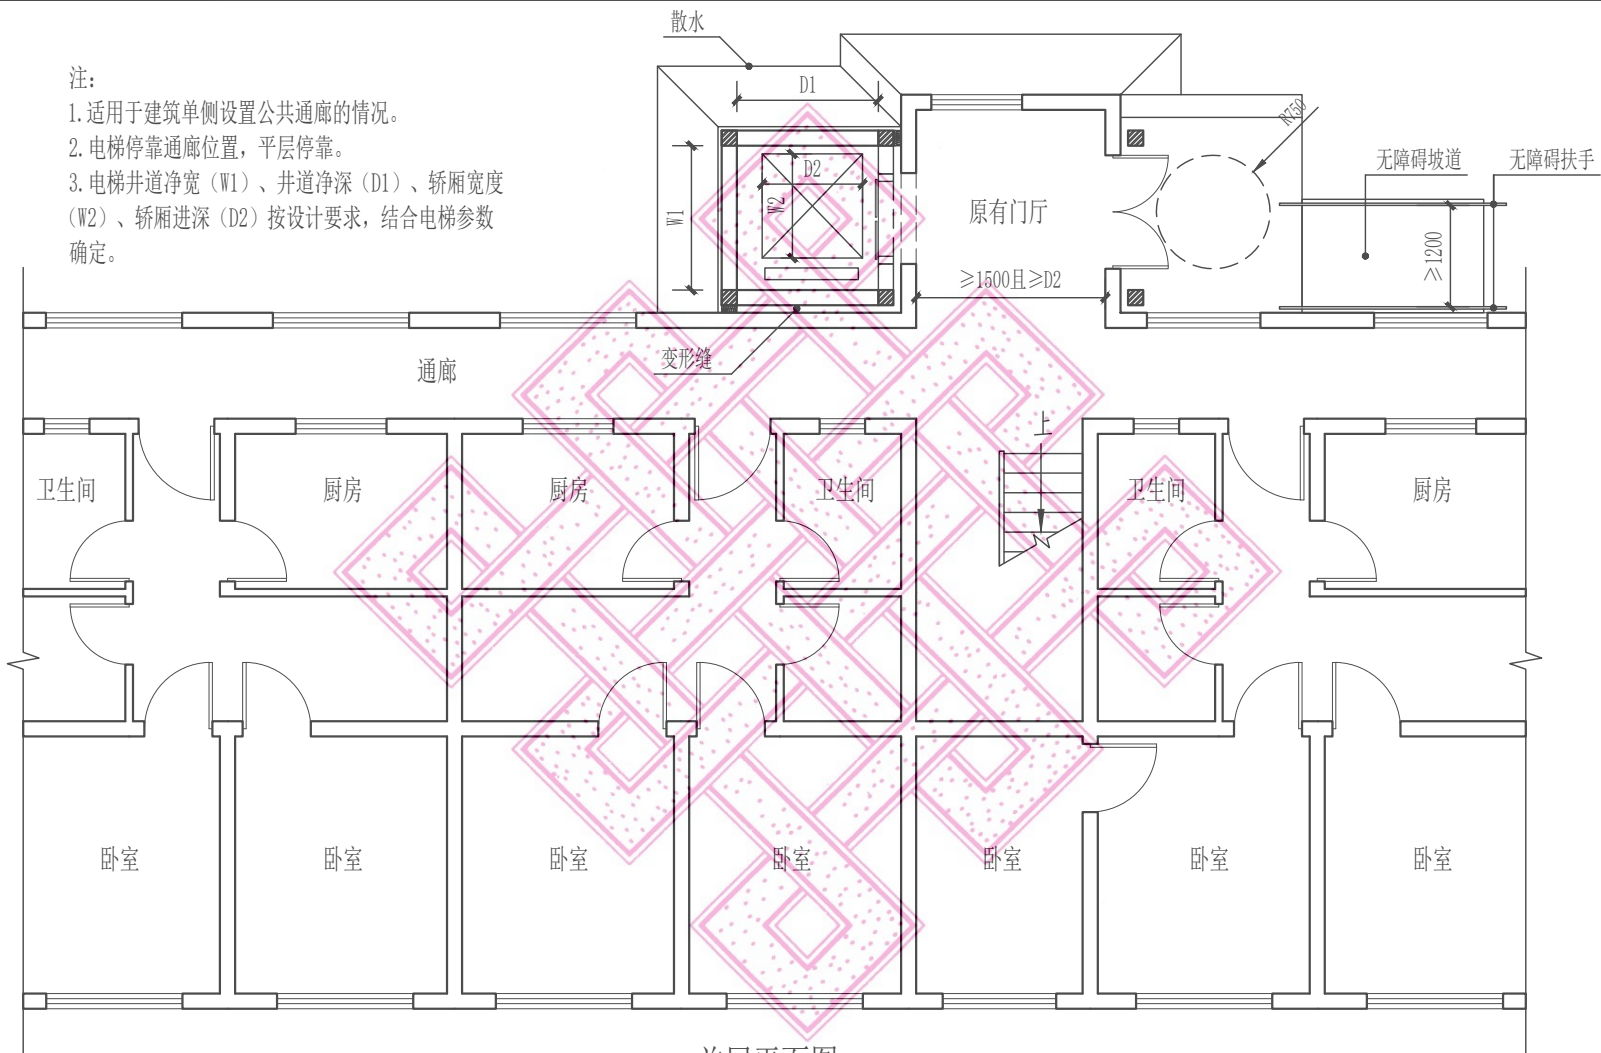 散水
注:
1.适用于建筑单侧设置公共通廊的情况。
2.电梯停靠通廊位置，平层停靠。
3.电梯井道净宽（W1）、井道净深（D1）、轿厢宽度
（W2）、轿厢进深（D2）按设计要求，结合电梯参数
确定。
D1
R750
D2
W1
W2
原有门厅
无障碍坡道
无障碍扶手
≥1200
≥1500且≥D2
变形缝
通廊
上
卫生间
厨房
厨房
卫生间
卫生间
厨房
卧室
卧室
卧室
卧室
卧室
卧室
卧室